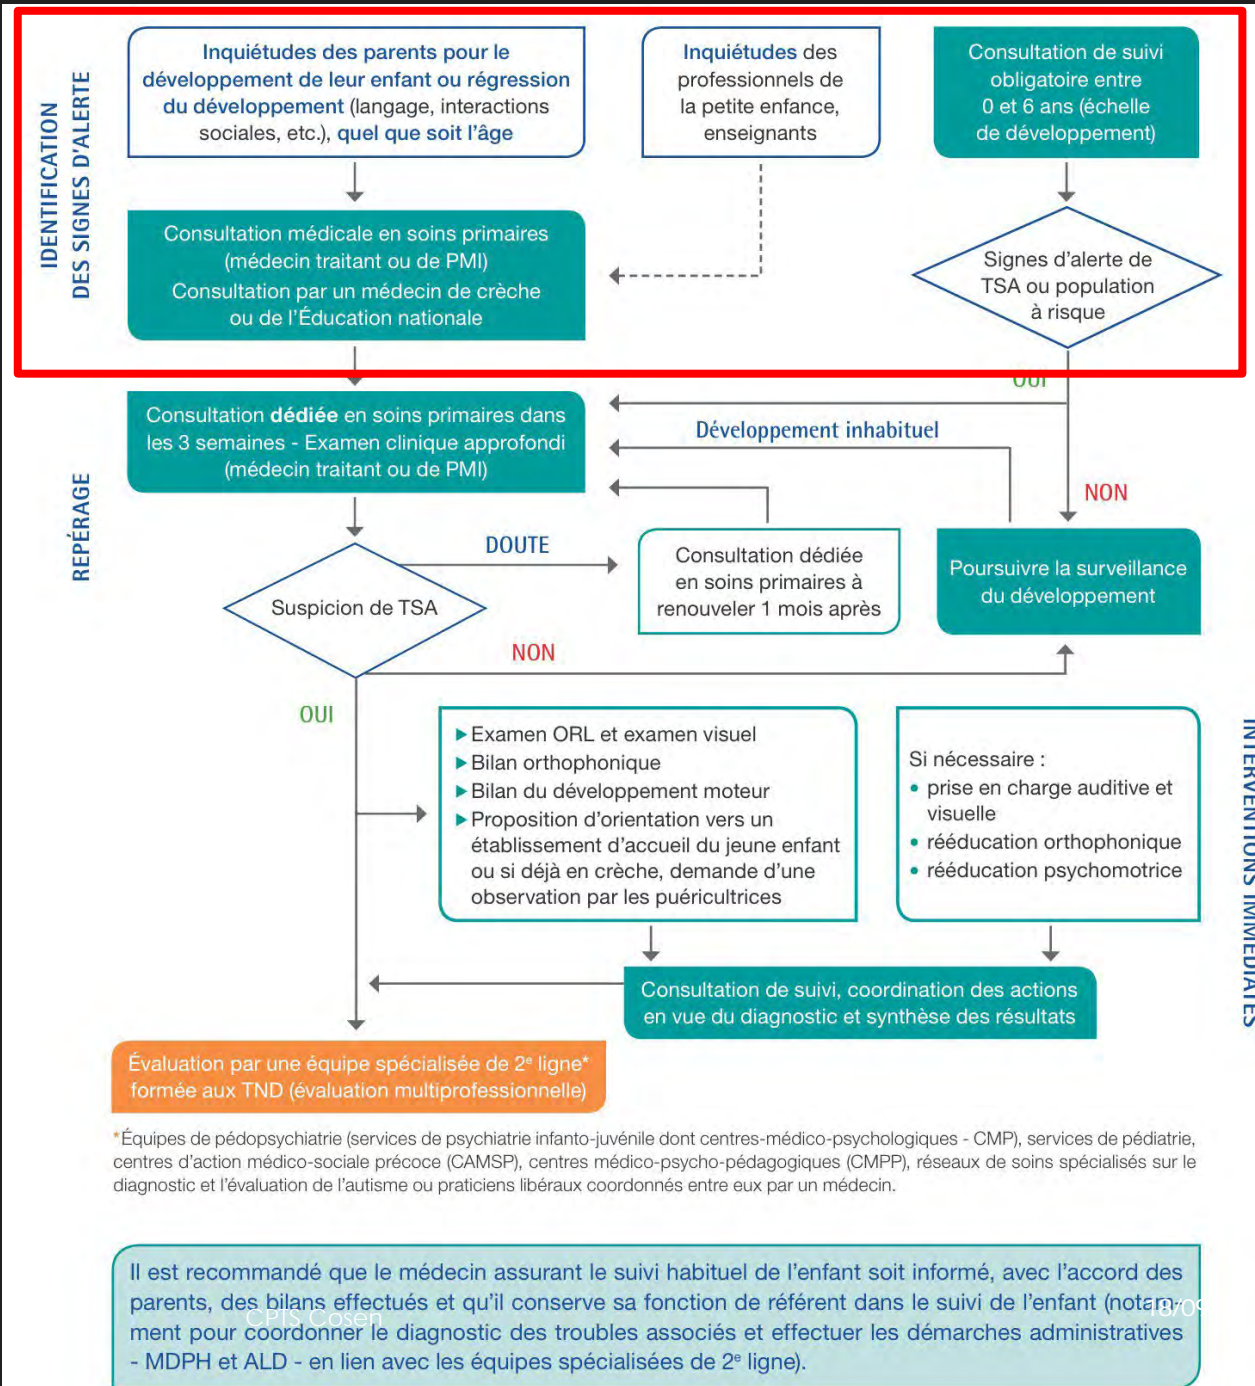 IDENTIFICATION
DES SIGNES D'ALERTE
Inquiétudes des parents pour le
développement de leur enfant ou régression
du développement (langage, interactions
sociales, etc.), quel que soit l'âge
Inquiétudes des
professionnels de
la petite enfance,
enseignants
Consultation de suivi
obligatoire entre
0 et 6 ans (échelle
de développement)
Consultation médicale en soins primaires
(médecin traitant ou de PMI)
Consultation par un médecin de crèche
ou de l'Éducation nationale
Signes d'alerte de
TSA ou population
à risque
OUI
REPÉRAGE
Consultation dédiée en soins primaires dans
les 3 semaines - Examen clinique approfondi
(médecin traitant ou de PMI)
Développement inhabituel
NON
DOUTE
Suspicion de TSA
Consultation dédiée
en soins primaires à
renouveler 1 mois après
Poursuivre la surveillance
du développement
NON
OUI
▶ Examen ORL et examen visuel
▶ Bilan orthophonique
▶ Bilan du développement moteur
▶ Proposition d'orientation vers un
établissement d'accueil du jeune enfant
ou si déjà en crèche, demande d'une
observation par les puéricultrices
Si nécessaire :
• prise en charge auditive et
visuelle
• rééducation orthophonique
• rééducation psychomotrice
INTERVENTIONS IMMÉDIATES
Consultation de suivi, coordination des actions
en vue du diagnostic et synthèse des résultats
Évaluation par une équipe spécialisée de 2e ligne*
formée aux TND (évaluation multiprofessionnelle)
*Équipes de pédopsychiatrie (services de psychiatrie infanto-juvénile dont centres-médico-psychologiques - CMP), services de pédiatrie,
centres d'action médico-sociale précoce (CAMSP), centres médico-psycho-pédagogiques (CMPP), réseaux de soins spécialisés sur le
diagnostic et l'évaluation de l'autisme ou praticiens libéraux coordonnés entre eux par un médecin.
Il est recommandé que le médecin assurant le suivi habituel de l'enfant soit informé, avec l'accord des
parents, des bilans effectués et qu'il conserve sa fonction de référent dans le suivi de l'enfant (notam-
ment pour coordonner le diagnostic des troubles associés et effectuer les démarches administratives
- MDPH et ALD - en lien avec les équipes spécialisées de 2e ligne).
CPTS Cosen
18/09